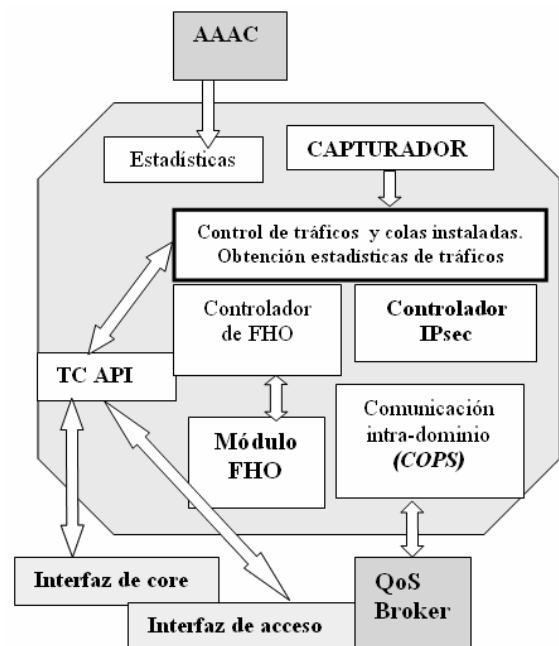 AAAC
Estadísticas
CAPTURADOR
Control de tráficos y colas instaladas.
Obtención estadísticas de tráficos
Controlador
de FHO
Controlador
IPsec
TC API
Comunicación
intra-dominio
(COPS)
Módulo
FHO
Interfaz de core
QoS
Broker
Interfaz de acceso